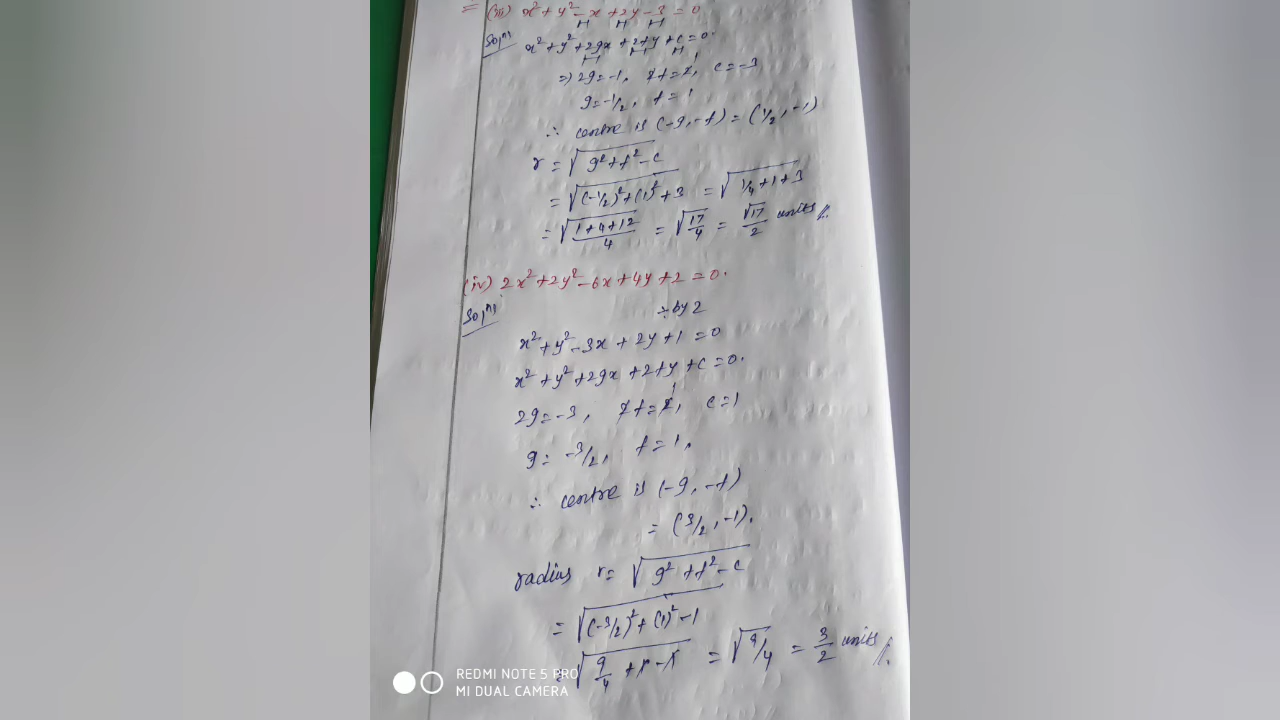 = (iii) x² + y² - x + 2y - 3 = 0
Soln:
x² + y² + 2gx + 2fy + c = 0.
⇒ 2g = -1, 2f = 2, c = -3
g = -1/2, f = 1
∴ centre is (-g, -f) = (1/2, -1)
r = √(g² + f² - c)
= √((-1/2)² + (1)² + 3) = √(1/4 + 1 + 3)
= √((1+4+12)/4) = √(17/4) = √17/2 units //.
(iv) 2x² + 2y² - 6x + 4y + 2 = 0.
Soln:
÷ by 2
x² + y² - 3x + 2y + 1 = 0
x² + y² + 2gx + 2fy + c = 0.
2g = -3, 2f = 2, c = 1
g = -3/2, f = 1,
∴ centre is (-g, -f)
= (3/2, -1).
radius r = √(g² + f² - c)
= √((-3/2)² + (1)² - 1)
= √(9/4 + 1 - 1) = √(9/4) = 3/2 units //.
REDMI NOTE 5 PRO
MI DUAL CAMERA